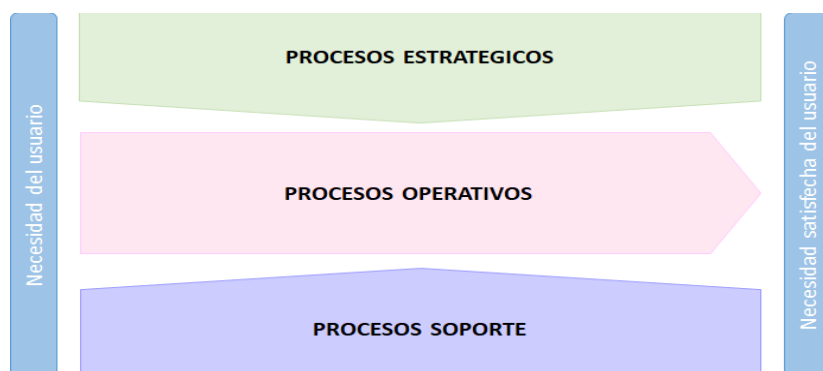 Necesidad del usuario
PROCESOS ESTRATEGICOS
PROCESOS OPERATIVOS
PROCESOS SOPORTE
Necesidad satisfecha del usuario